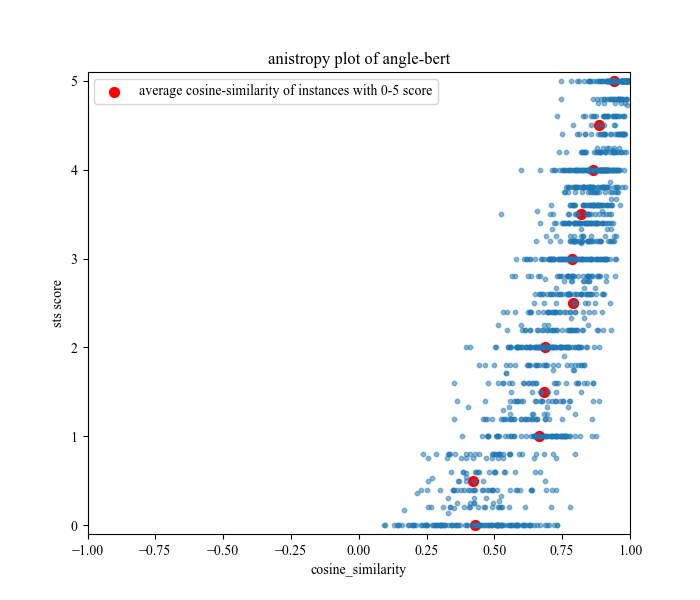 anistropy plot of angle-bert
average cosine-similarity of instances with 0-5 score
5
4
3
2
1
0
sts score
−1.00 −0.75 −0.50 −0.25 0.00 0.25 0.50 0.75 1.00
cosine_similarity